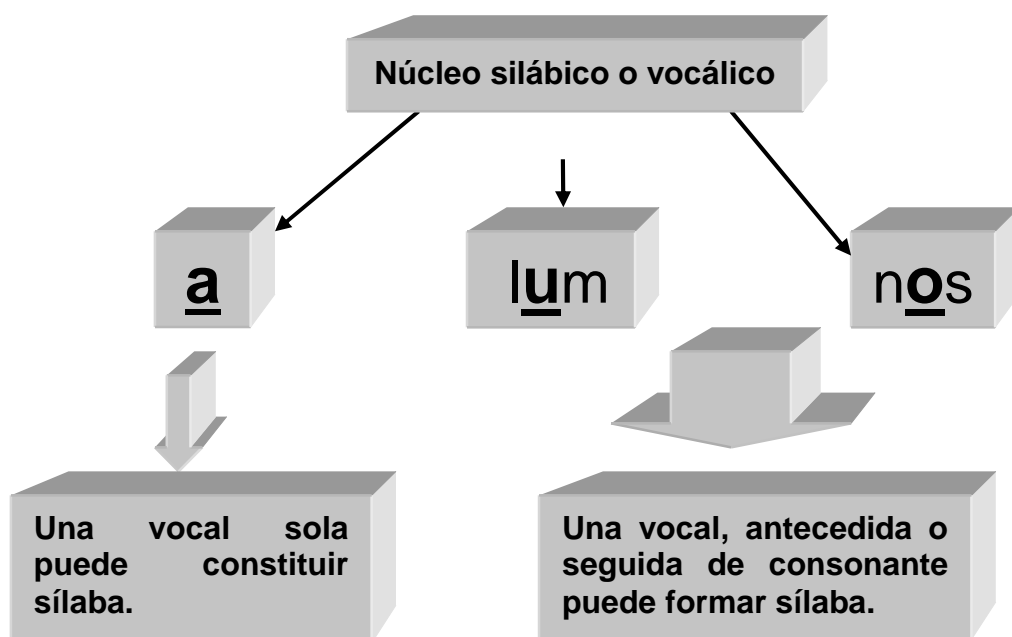 Núcleo silábico o vocálico
a
lum
nos
Una vocal sola
puede constituir
sílaba.
Una vocal, antecedida o
seguida de consonante
puede formar sílaba.